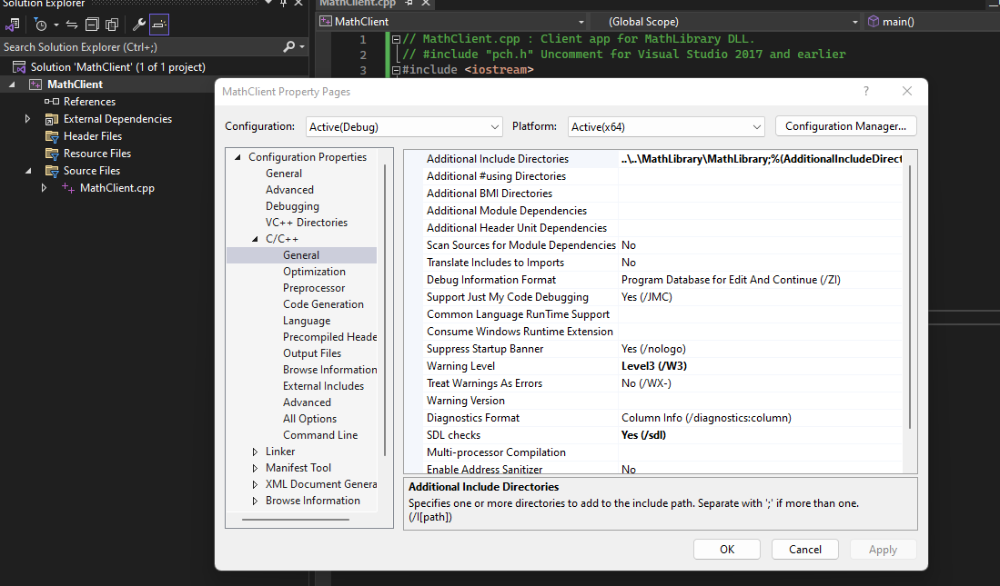 Solution Explorer
Search Solution Explorer (Ctrl+;)
Solution 'MathClient' (1 of 1 project)
MathClient
References
External Dependencies
Header Files
Resource Files
Source Files
MathClient.cpp
MathClient.cpp
MathClient
(Global Scope)
main()
1 // MathClient.cpp : Client app for MathLibrary DLL.
2 // #include "pch.h" Uncomment for Visual Studio 2017 and earlier
3 #include <iostream>
MathClient Property Pages
?
Configuration: Active(Debug) Platform: Active(x64) Configuration Manager...
Configuration Properties
General
Advanced
Debugging
VC++ Directories
C/C++
General
Optimization
Preprocessor
Code Generation
Language
Precompiled Heade
Output Files
Browse Information
External Includes
Advanced
All Options
Command Line
Linker
Manifest Tool
XML Document Genera
Browse Information
Additional Include Directories ..\..\MathLibrary\MathLibrary;%(AdditionalIncludeDirect
Additional #using Directories
Additional BMI Directories
Additional Module Dependencies
Additional Header Unit Dependencies
Scan Sources for Module Dependencies No
Translate Includes to Imports No
Debug Information Format Program Database for Edit And Continue (/ZI)
Support Just My Code Debugging Yes (/JMC)
Common Language RunTime Support
Consume Windows Runtime Extension
Suppress Startup Banner Yes (/nologo)
Warning Level Level3 (/W3)
Treat Warnings As Errors No (/WX-)
Warning Version
Diagnostics Format Column Info (/diagnostics:column)
SDL checks Yes (/sdl)
Multi-processor Compilation
Enable Address Sanitizer No
Additional Include Directories
Specifies one or more directories to add to the include path. Separate with ';' if more than one.
(/I[path])
OK Cancel Apply